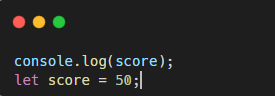 console.log(score);
let score = 50;